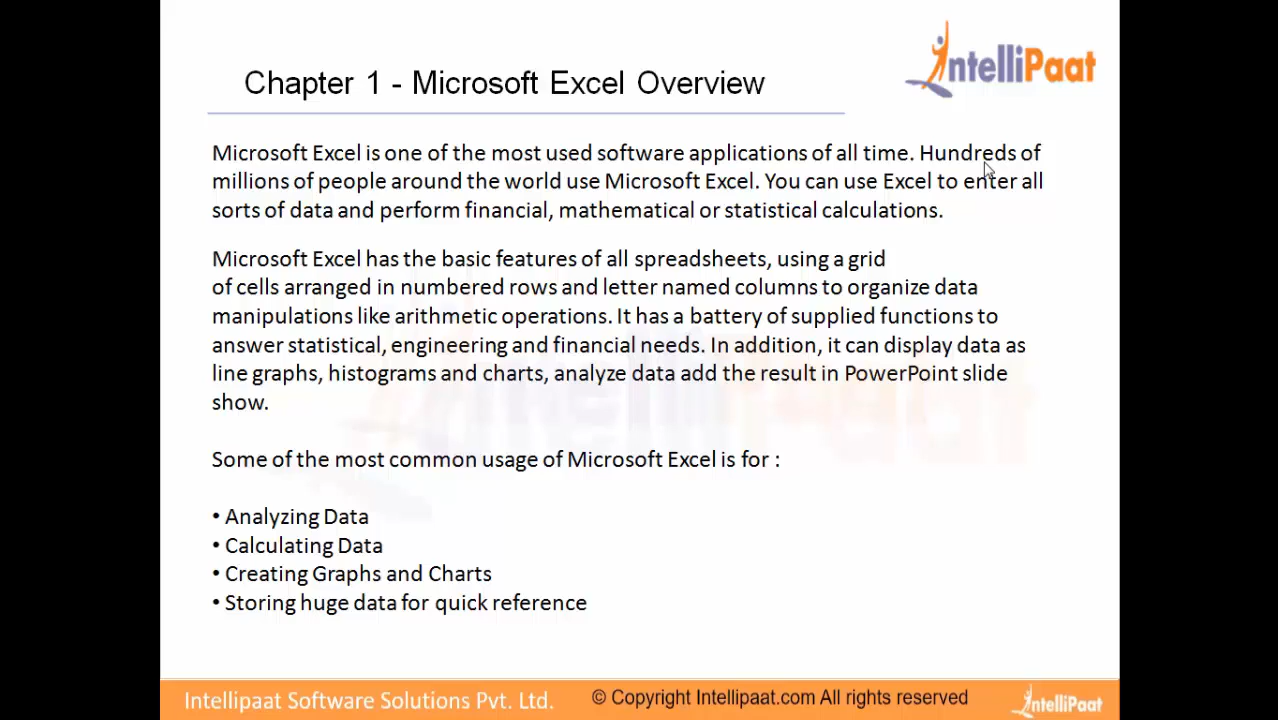 IntelliPaat
Chapter 1 - Microsoft Excel Overview
Microsoft Excel is one of the most used software applications of all time. Hundreds of
millions of people around the world use Microsoft Excel. You can use Excel to enter all
sorts of data and perform financial, mathematical or statistical calculations.
Microsoft Excel has the basic features of all spreadsheets, using a grid
of cells arranged in numbered rows and letter named columns to organize data
manipulations like arithmetic operations. It has a battery of supplied functions to
answer statistical, engineering and financial needs. In addition, it can display data as
line graphs, histograms and charts, analyze data add the result in PowerPoint slide
show.
Some of the most common usage of Microsoft Excel is for :
• Analyzing Data
• Calculating Data
• Creating Graphs and Charts
• Storing huge data for quick reference
Intellipaat Software Solutions Pvt. Ltd. © Copyright Intellipaat.com All rights reserved IntelliPaat